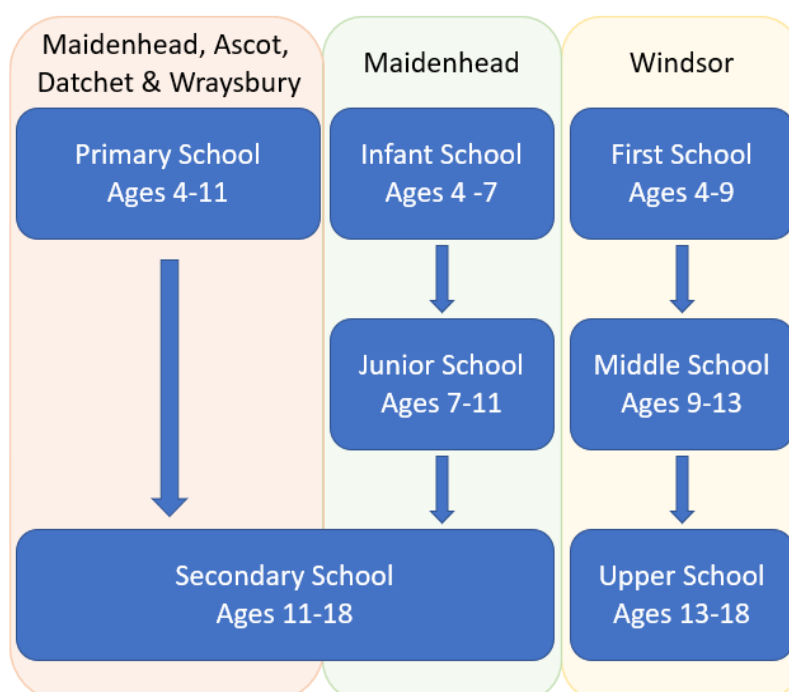 Maidenhead, Ascot,
Datchet & Wraysbury
Maidenhead
Windsor
Primary School
Ages 4-11
Infant School
Ages 4 -7
First School
Ages 4-9
Junior School
Ages 7-11
Middle School
Ages 9-13
Secondary School
Ages 11-18
Upper School
Ages 13-18